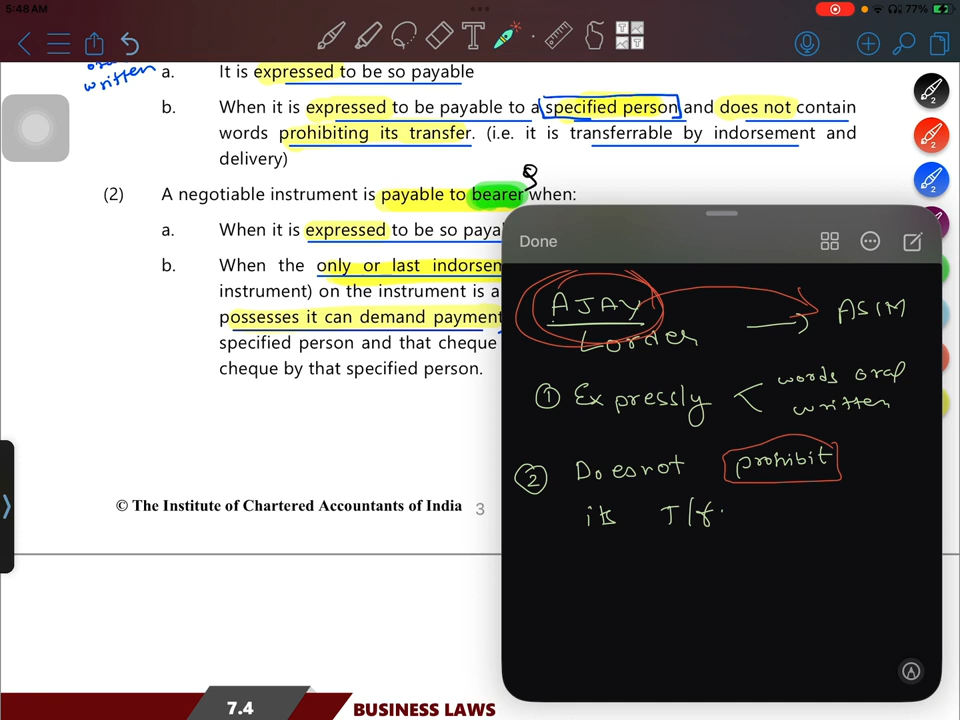 5:48 AM
77%
written a. It is expressed to be so payable
b. When it is expressed to be payable to a specified person and does not contain
words prohibiting its transfer. (i.e. it is transferrable by indorsement and
delivery)
(2) A negotiable instrument is payable to bearer when:
a. When it is expressed to be so paya
b. When the only or last indorsem
instrument) on the instrument is a
possesses it can demand payment
specified person and that cheque
cheque by that specified person.
© The Institute of Chartered Accountants of India 3
7.4 BUSINESS LAWS
Done
AJAY → ASIM
order
① Expressly < words oral
written
② Does not prohibit
its T/f.